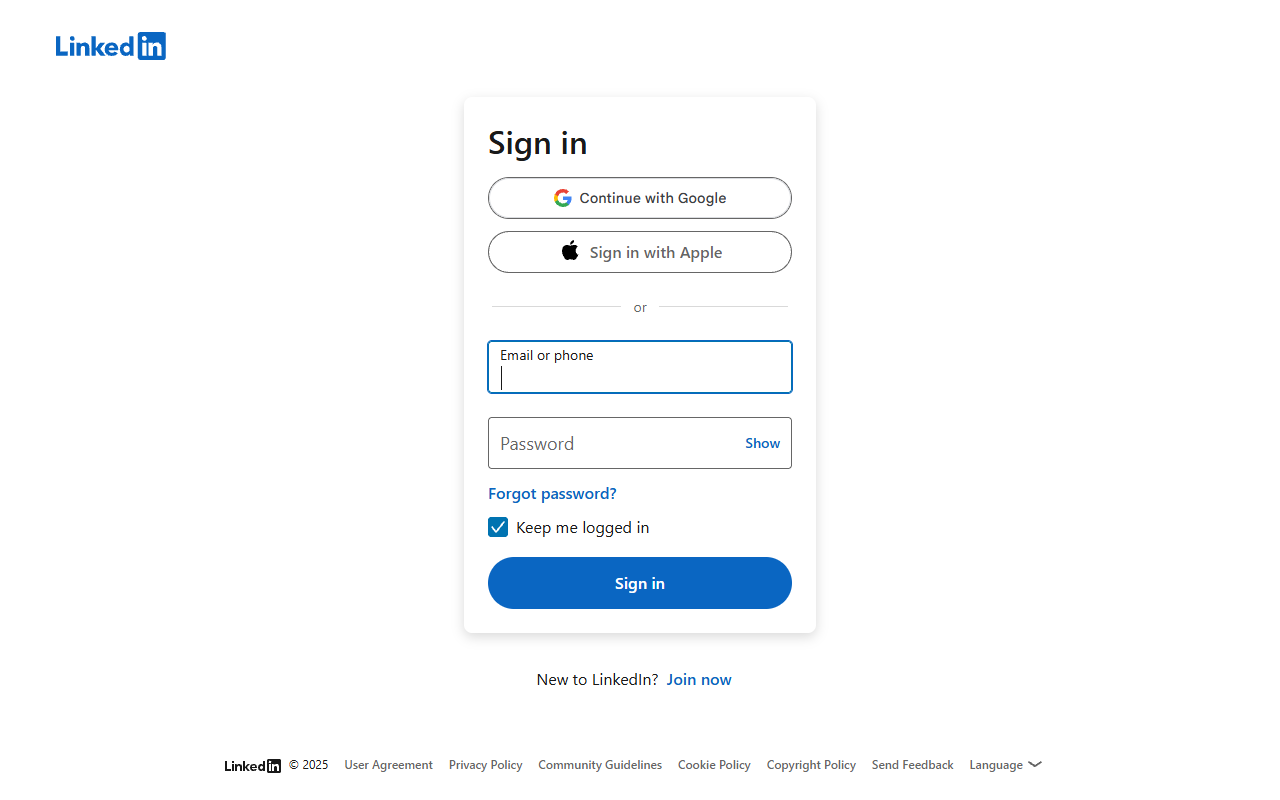 Linkedin
Sign in
Continue with Google
Sign in with Apple
or
Email or phone
Password Show
Forgot password?
Keep me logged in
Sign in
New to LinkedIn? Join now
Linkedin © 2025 User Agreement Privacy Policy Community Guidelines Cookie Policy Copyright Policy Send Feedback Language